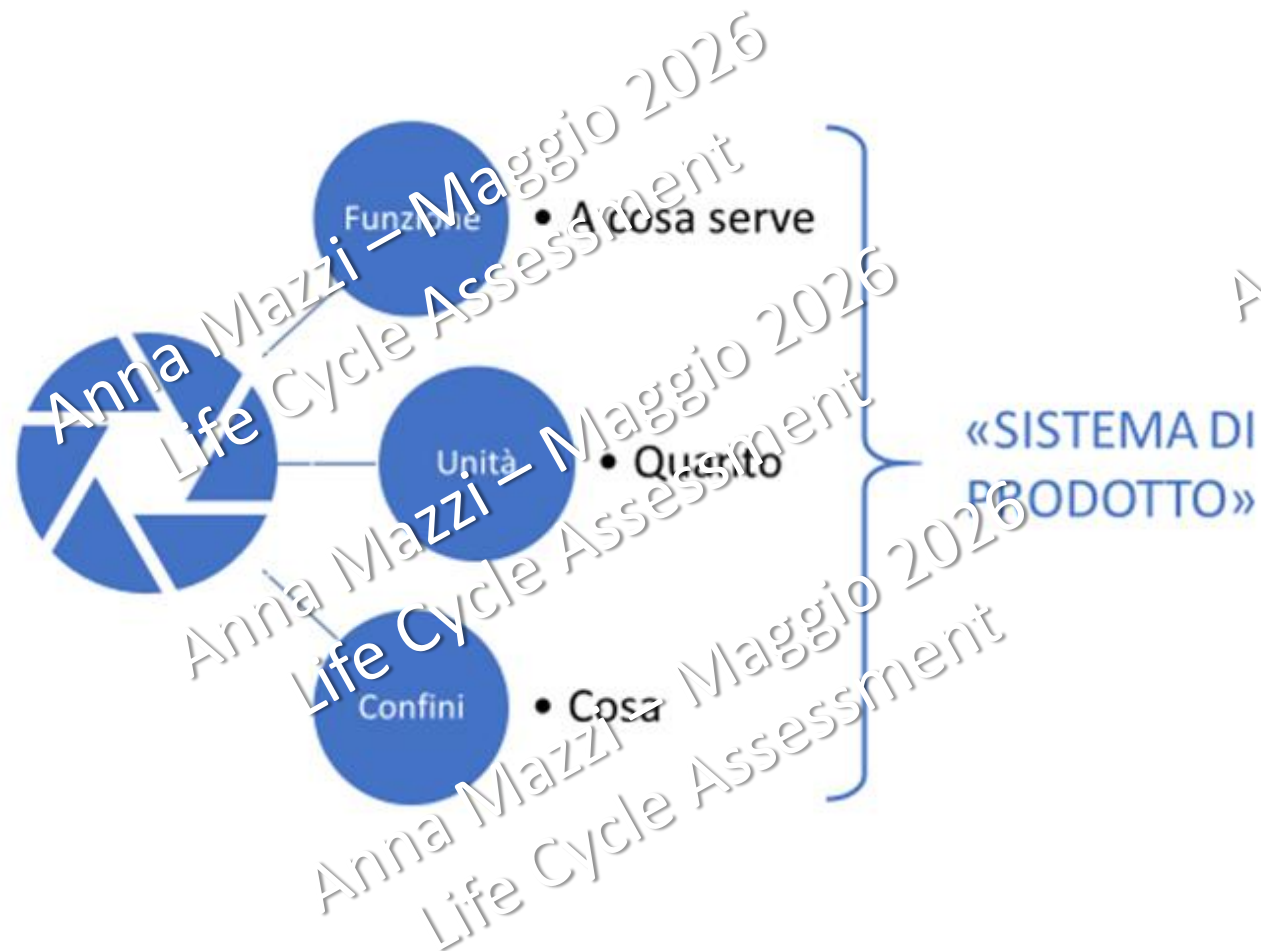 Funzione
• A cosa serve
Unità
• Quanto
Confini
• Cosa
«SISTEMA DI
PRODOTTO»
Anna Mazzi – Maggio 2026
Life Cycle Assessment
Anna Mazzi – Maggio 2026
Life Cycle Assessment
Anna Mazzi – Maggio 2026
Life Cycle Assessment
A